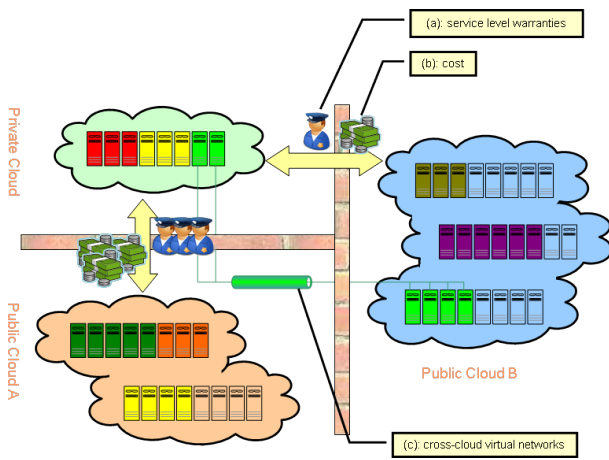 (a): service level warranties
(b): cost
Private Cloud
Public Cloud A
Public Cloud B
(c): cross-cloud virtual networks